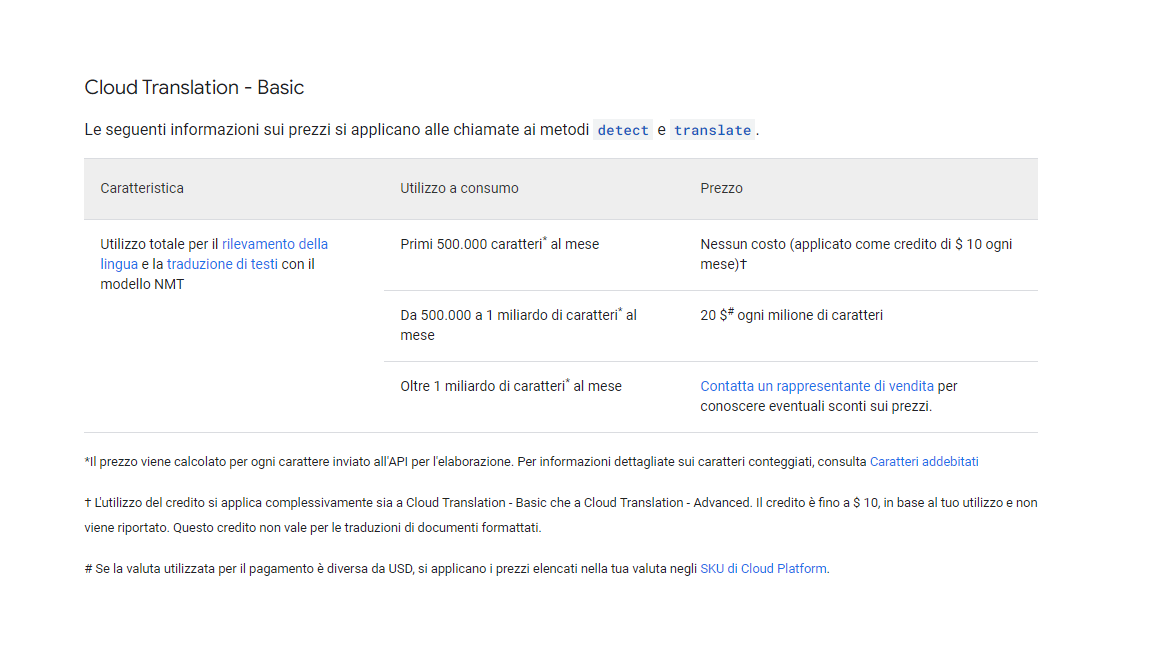 Cloud Translation - Basic
Le seguenti informazioni sui prezzi si applicano alle chiamate ai metodi detect e translate.
Caratteristica
Utilizzo a consumo
Prezzo
Utilizzo totale per il rilevamento della
lingua e la traduzione di testi con il
modello NMT
Primi 500.000 caratteri* al mese
Nessun costo (applicato come credito di $ 10 ogni
mese)†
Da 500.000 a 1 miliardo di caratteri* al
mese
20 $# ogni milione di caratteri
Oltre 1 miliardo di caratteri* al mese
Contatta un rappresentante di vendita per
conoscere eventuali sconti sui prezzi.
*Il prezzo viene calcolato per ogni carattere inviato all'API per l'elaborazione. Per informazioni dettagliate sui caratteri conteggiati, consulta Caratteri addebitati
† L'utilizzo del credito si applica complessivamente sia a Cloud Translation - Basic che a Cloud Translation - Advanced. Il credito è fino a $ 10, in base al tuo utilizzo e non
viene riportato. Questo credito non vale per le traduzioni di documenti formattati.
# Se la valuta utilizzata per il pagamento è diversa da USD, si applicano i prezzi elencati nella tua valuta negli SKU di Cloud Platform.